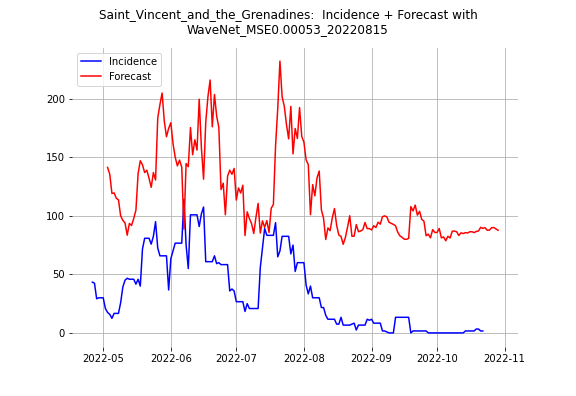 Saint_Vincent_and_the_Grenadines:  Incidence + Forecast with
WaveNet_MSE0.00053_20220815
Incidence
Forecast
200
150
100
50
0
2022-05 2022-06 2022-07 2022-08 2022-09 2022-10 2022-11